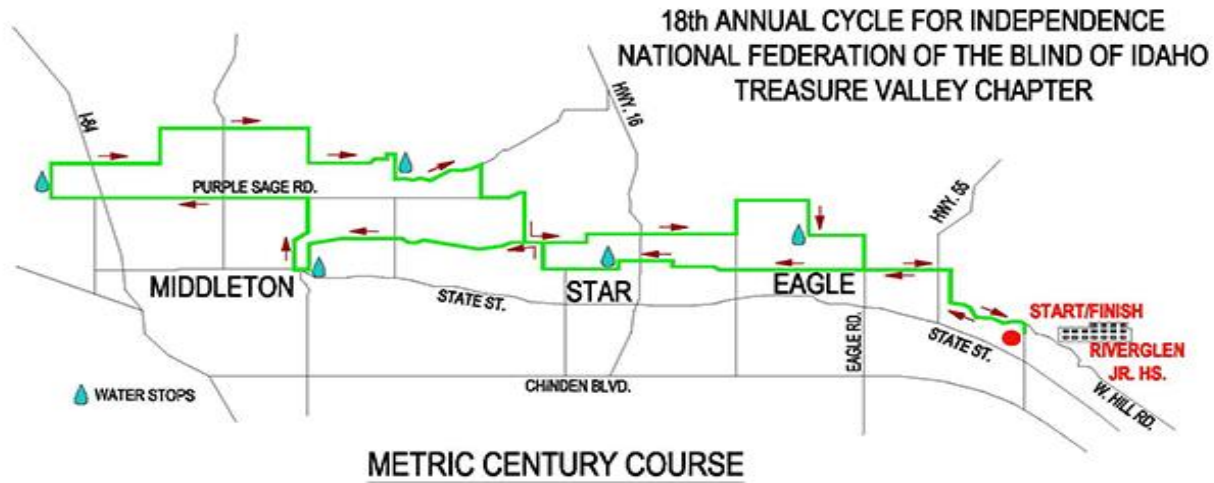 18th ANNUAL CYCLE FOR INDEPENDENCE
NATIONAL FEDERATION OF THE BLIND OF IDAHO
TREASURE VALLEY CHAPTER
I-84
HWY. 16
PURPLE SAGE RD.
HWY. 55
MIDDLETON
STATE ST.
STAR
EAGLE
EAGLE RD.
STATE ST.
START/FINISH
RIVERGLEN
JR. HS.
W. HILL RD.
WATER STOPS
CHINDEN BLVD.
METRIC CENTURY COURSE